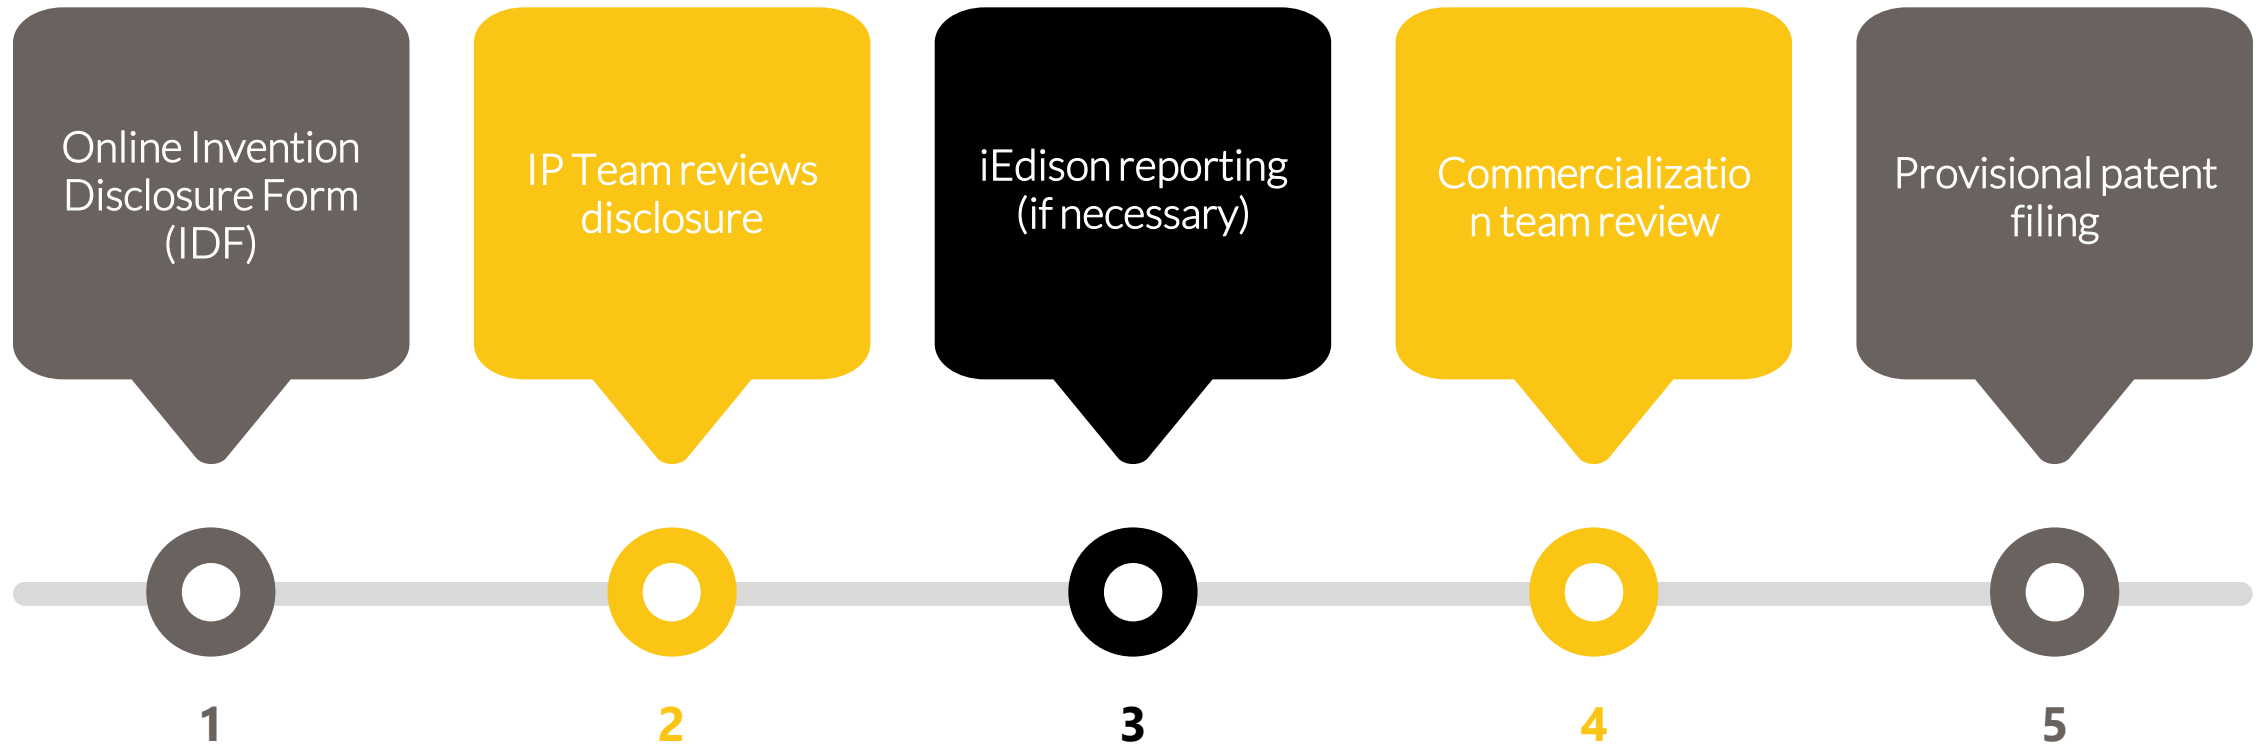 Online Invention
Disclosure Form
(IDF)
IP Team reviews
disclosure
iEdison reporting
(if necessary)
Commercializatio
n team review
Provisional patent
filing
1
2
3
4
5